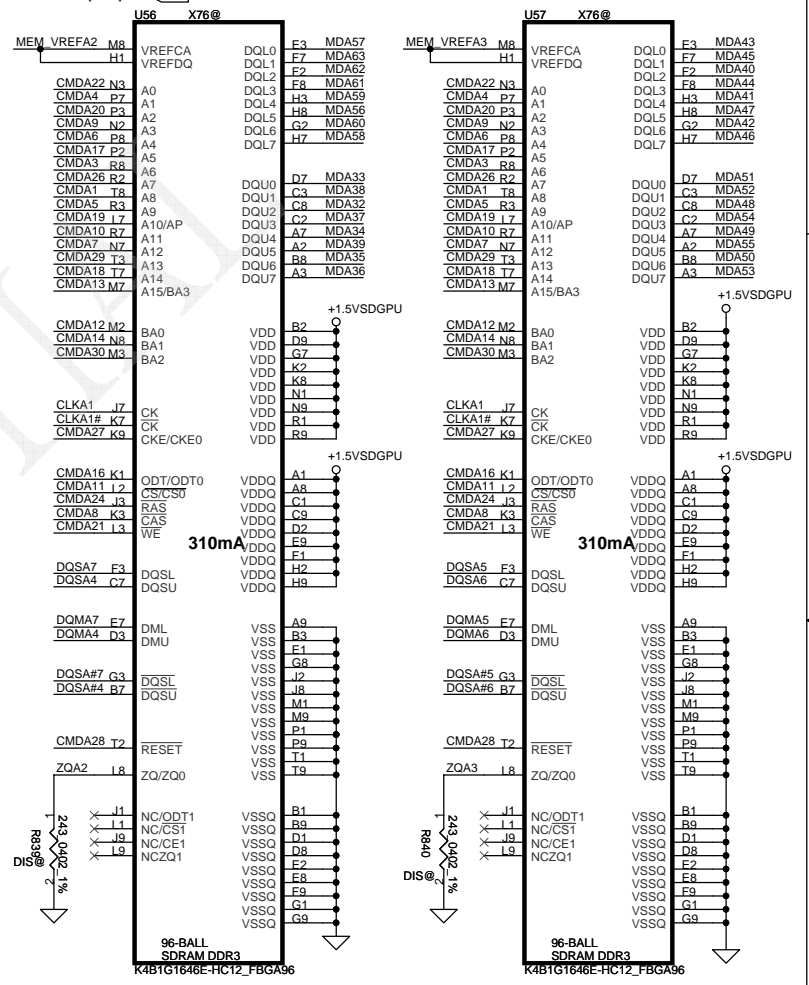 U56 X76@
MEM_VREFA2 M8 VREFCA
H1 VREFDQ
CMDA22 N3 A0
CMDA4 P7 A1
CMDA20 P3 A2
CMDA9 N2 A3
CMDA6 P8 A4
CMDA17 P2 A5
CMDA3 R8 A6
CMDA26 R2 A7
CMDA1 T8 A8
CMDA5 R3 A9
CMDA19 L7 A10/AP
CMDA10 R7 A11
CMDA7 N7 A12
CMDA29 T3 A13
CMDA18 T7 A14
CMDA13 M7 A15/BA3
CMDA12 M2 BA0
CMDA14 N8 BA1
CMDA30 M3 BA2
CLKA1 J7 CK
CLKA1# K7 CK
CMDA27 K9 CKE/CKE0
CMDA16 K1 ODT/ODT0
CMDA11 L2 CS/CS0
CMDA24 J3 RAS
CMDA8 K3 CAS
CMDA21 L3 WE
310mA
DQSA7 F3 DQSL
DQSA4 C7 DQSU
DQMA7 E7 DML
DQMA4 D3 DMU
DQSA#7 G3 DQSL
DQSA#4 B7 DQSU
CMDA28 T2 RESET
ZQA2 L8 ZQ/ZQ0
J1 NC/ODT1
L1 NC/CS1
J9 NC/CE1
L9 NCZQ1
1
243_0402_1%
R839
DIS@
2
DQL0 E3 MDA57
DQL1 F7 MDA63
DQL2 F2 MDA62
DQL3 F8 MDA61
DQL4 H3 MDA59
DQL5 H8 MDA56
DQL6 G2 MDA60
DQL7 H7 MDA58
DQU0 D7 MDA33
DQU1 C3 MDA38
DQU2 C8 MDA32
DQU3 C2 MDA37
DQU4 A7 MDA34
DQU5 A2 MDA39
DQU6 B8 MDA35
DQU7 A3 MDA36
+1.5VSDGPU
VDD B2
VDD D9
VDD G7
VDD K2
VDD K8
VDD N1
VDD N9
VDD R1
VDD R9
+1.5VSDGPU
VDDQ A1
VDDQ A8
VDDQ C1
VDDQ C9
VDDQ D2
VDDQ E9
VDDQ F1
VDDQ H2
VDDQ H9
VSS A9
VSS B3
VSS E1
VSS G8
VSS J2
VSS J8
VSS M1
VSS M9
VSS P1
VSS P9
VSS T1
VSS T9
VSSQ B1
VSSQ B9
VSSQ D1
VSSQ D8
VSSQ E2
VSSQ E8
VSSQ F9
VSSQ G1
VSSQ G9
96-BALL
SDRAM DDR3
K4B1G1646E-HC12_FBGA96
U57 X76@
MEM_VREFA3 M8 VREFCA
H1 VREFDQ
CMDA22 N3 A0
CMDA4 P7 A1
CMDA20 P3 A2
CMDA9 N2 A3
CMDA6 P8 A4
CMDA17 P2 A5
CMDA3 R8 A6
CMDA26 R2 A7
CMDA1 T8 A8
CMDA5 R3 A9
CMDA19 L7 A10/AP
CMDA10 R7 A11
CMDA7 N7 A12
CMDA29 T3 A13
CMDA18 T7 A14
CMDA13 M7 A15/BA3
CMDA12 M2 BA0
CMDA14 N8 BA1
CMDA30 M3 BA2
CLKA1 J7 CK
CLKA1# K7 CK
CMDA27 K9 CKE/CKE0
CMDA16 K1 ODT/ODT0
CMDA11 L2 CS/CS0
CMDA24 J3 RAS
CMDA8 K3 CAS
CMDA21 L3 WE
310mA
DQSA5 F3 DQSL
DQSA6 C7 DQSU
DQMA5 E7 DML
DQMA6 D3 DMU
DQSA#5 G3 DQSL
DQSA#6 B7 DQSU
CMDA28 T2 RESET
ZQA3 L8 ZQ/ZQ0
J1 NC/ODT1
L1 NC/CS1
J9 NC/CE1
L9 NCZQ1
1
243_0402_1%
R840
DIS@
2
DQL0 E3 MDA43
DQL1 F7 MDA45
DQL2 F2 MDA40
DQL3 F8 MDA44
DQL4 H3 MDA41
DQL5 H8 MDA47
DQL6 G2 MDA42
DQL7 H7 MDA46
DQU0 D7 MDA51
DQU1 C3 MDA52
DQU2 C8 MDA48
DQU3 C2 MDA54
DQU4 A7 MDA49
DQU5 A2 MDA55
DQU6 B8 MDA50
DQU7 A3 MDA53
+1.5VSDGPU
VDD B2
VDD D9
VDD G7
VDD K2
VDD K8
VDD N1
VDD N9
VDD R1
VDD R9
+1.5VSDGPU
VDDQ A1
VDDQ A8
VDDQ C1
VDDQ C9
VDDQ D2
VDDQ E9
VDDQ F1
VDDQ H2
VDDQ H9
VSS A9
VSS B3
VSS E1
VSS G8
VSS J2
VSS J8
VSS M1
VSS M9
VSS P1
VSS P9
VSS T1
VSS T9
VSSQ B1
VSSQ B9
VSSQ D1
VSSQ D8
VSSQ E2
VSSQ E8
VSSQ F9
VSSQ G1
VSSQ G9
96-BALL
SDRAM DDR3
K4B1G1646E-HC12_FBGA96